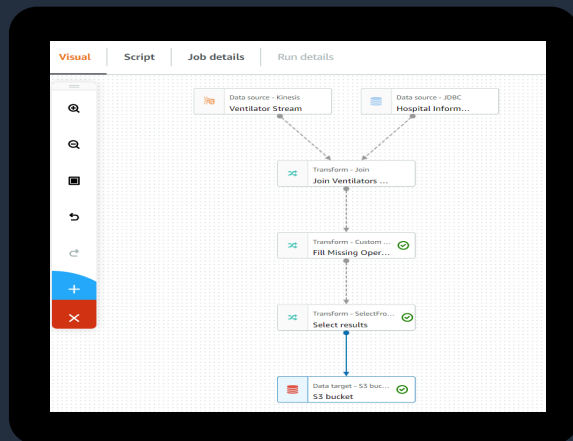 Visual Script Job details Run details
Data source - Kinesis
Ventilator Stream
Data source - JDBC
Hospital Inform...
Transform - Join
Join Ventilators ...
Transform - Custom ...
Fill Missing Oper...
Transform - SelectFro...
Select results
Data target - S3 buc...
S3 bucket